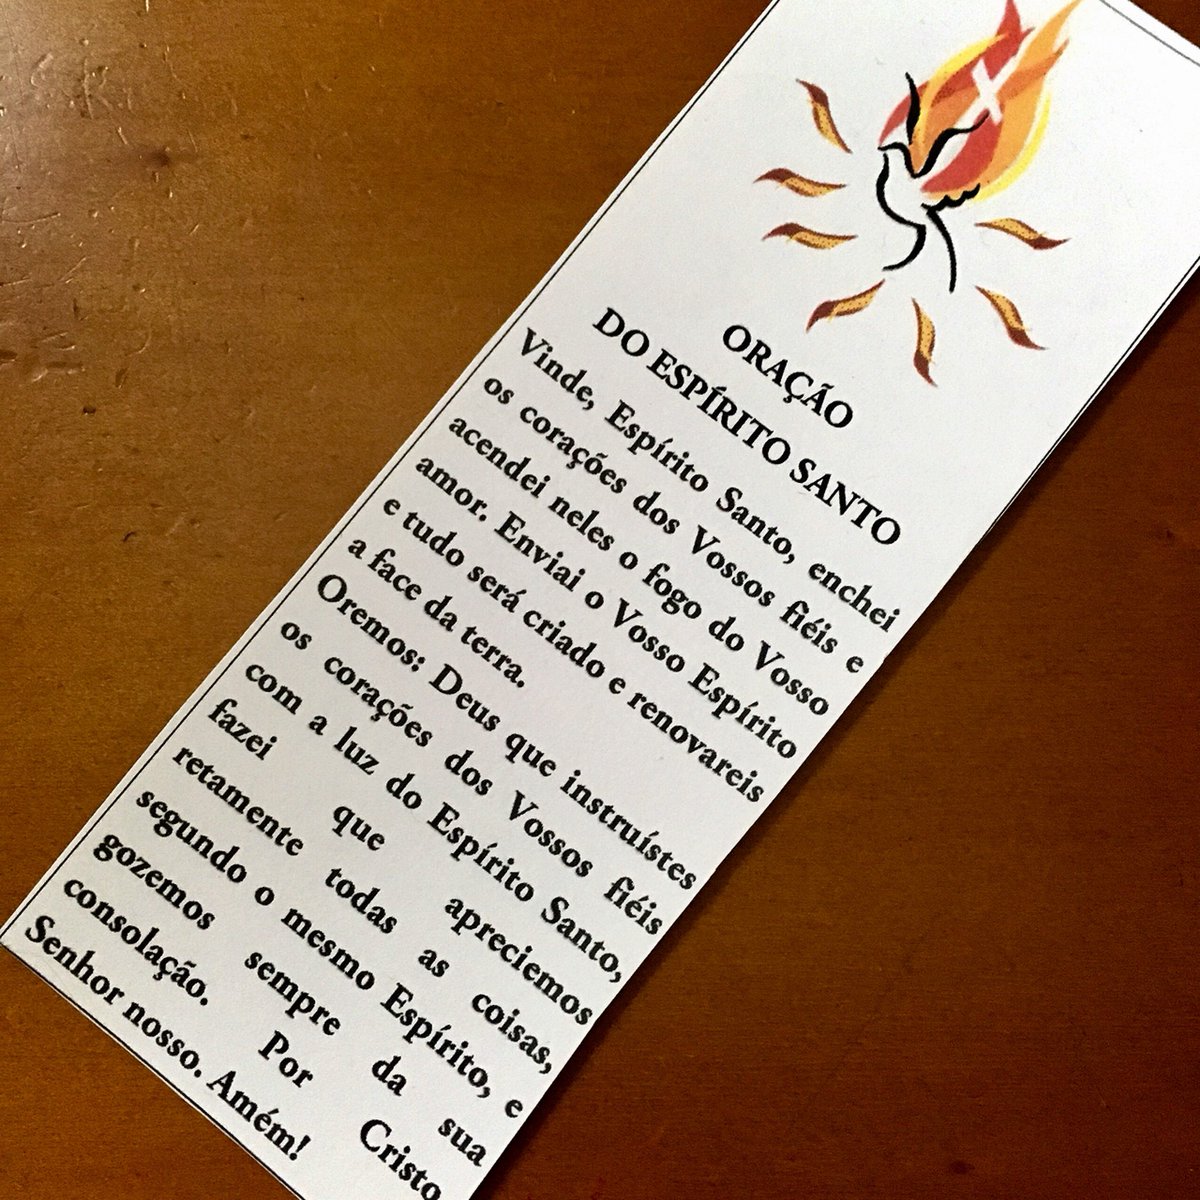 ORAÇÃO
DO ESPÍRITO SANTO
Vinde, Espírito Santo, enchei
os corações dos Vossos fiéis e
acendei neles o fogo do Vosso
amor. Enviai o Vosso Espírito
e tudo será criado e renovareis
a face da terra.
Oremos: Deus que instruístes
os corações dos Vossos fiéis
com a luz do Espírito Santo,
fazei que apreciemos
retamente todas as coisas,
segundo o mesmo Espírito, e
gozemos sempre da sua
consolação. Por Cristo
Senhor nosso. Amém!